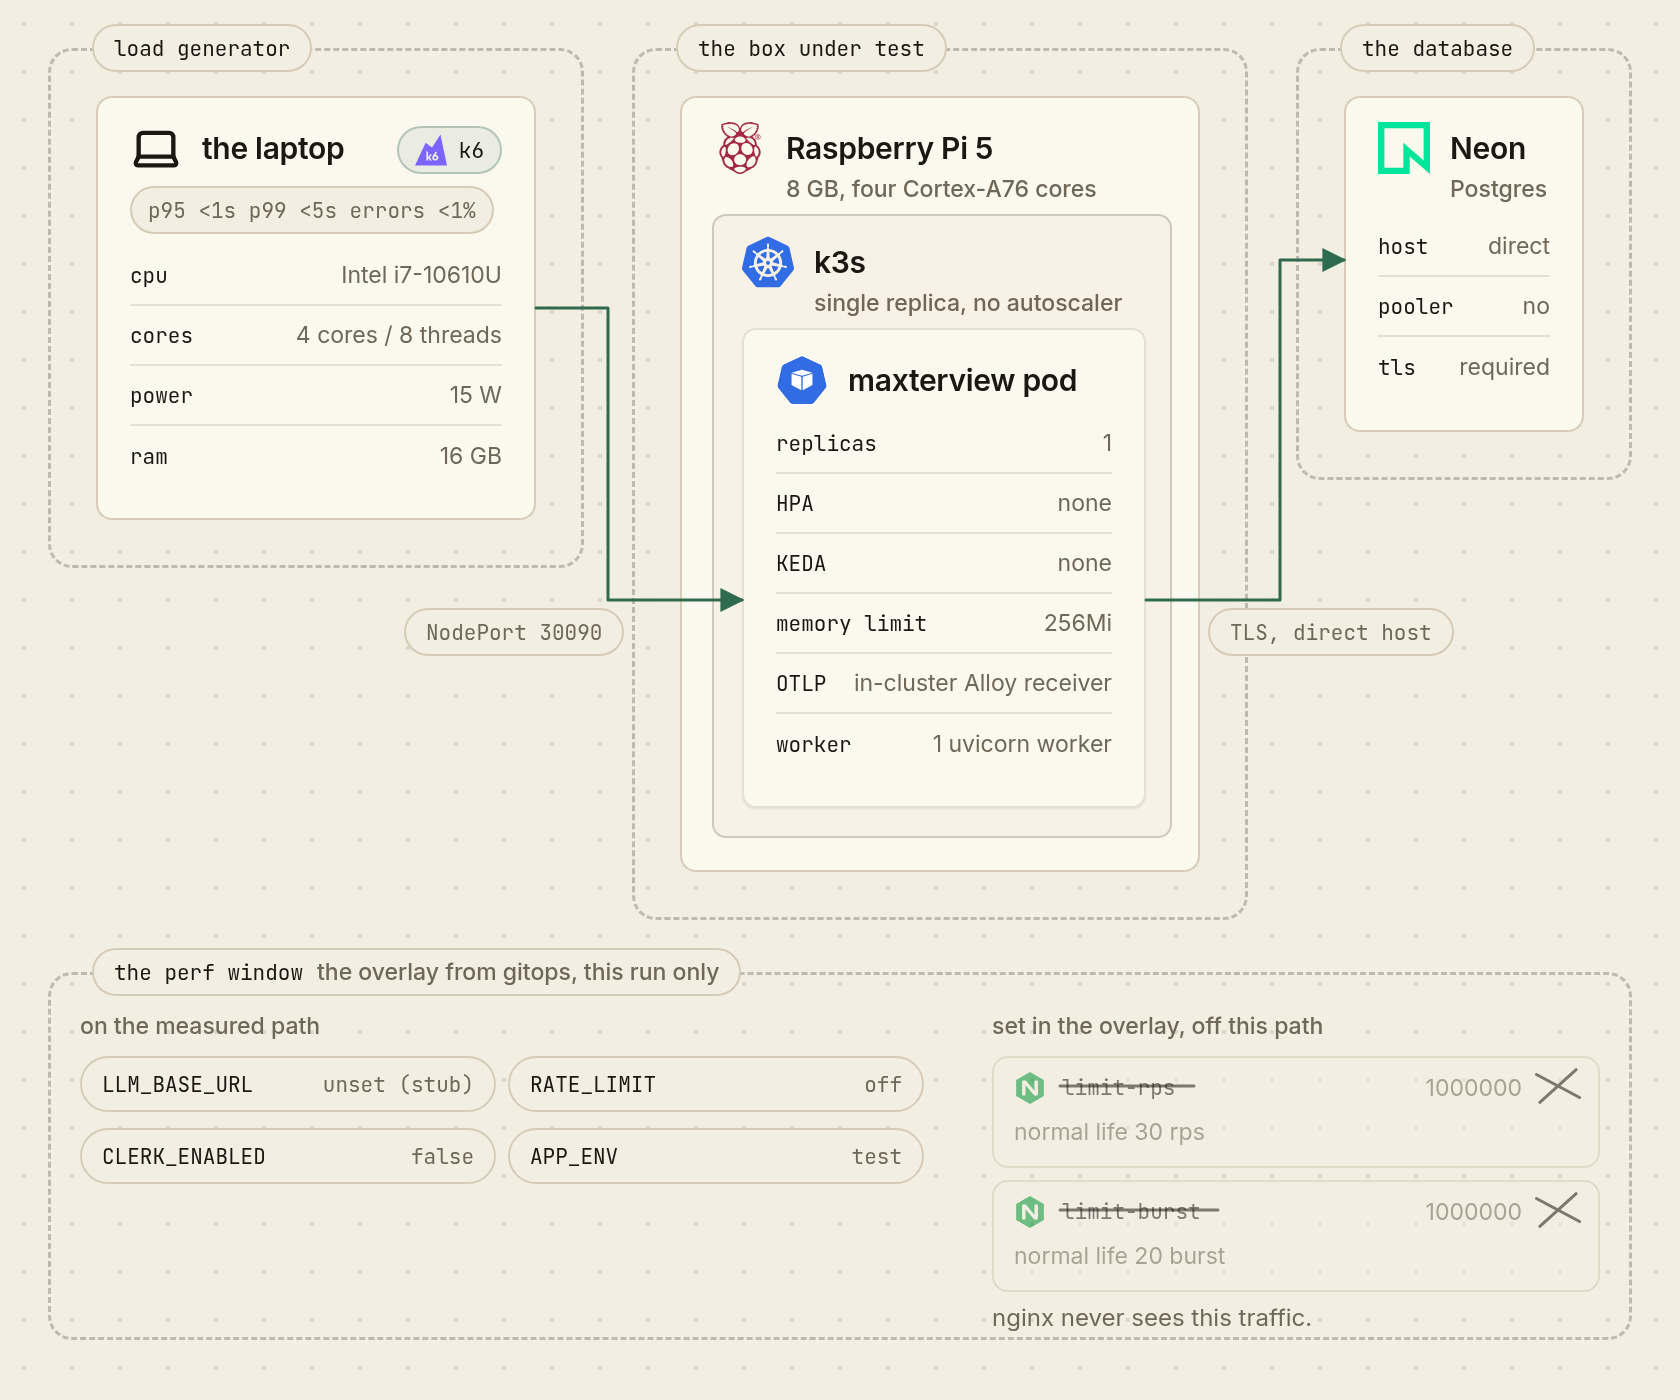 load generator
the laptop
k6 k6
p95 <1s p99 <5s errors <1%
cpu Intel i7-10610U
cores 4 cores / 8 threads
power 15 W
ram 16 GB
NodePort 30090
the box under test
Raspberry Pi 5
8 GB, four Cortex-A76 cores
k3s
single replica, no autoscaler
maxterview pod
replicas 1
HPA none
KEDA none
memory limit 256Mi
OTLP in-cluster Alloy receiver
worker 1 uvicorn worker
TLS, direct host
the database
Neon
Postgres
host direct
pooler no
tls required
the perf window the overlay from gitops, this run only
on the measured path
LLM_BASE_URL unset (stub)
RATE_LIMIT off
CLERK_ENABLED false
APP_ENV test
set in the overlay, off this path
N limit-rps 1000000
normal life 30 rps
N limit-burst 1000000
normal life 20 burst
nginx never sees this traffic.